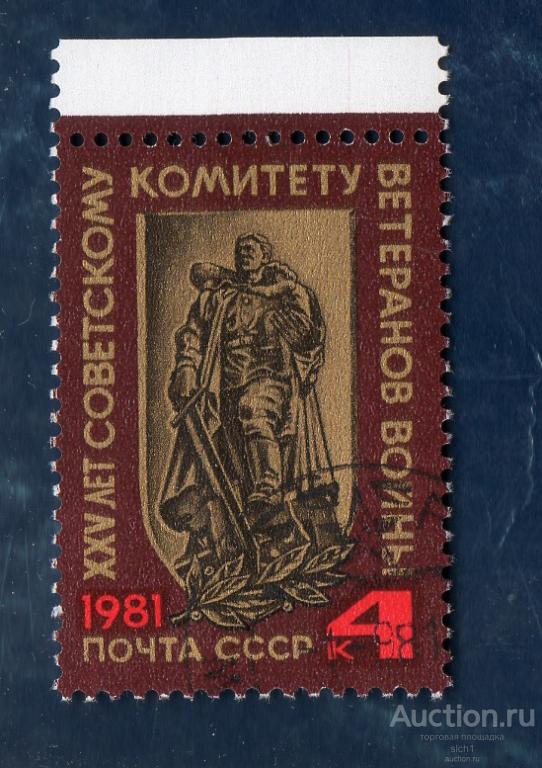 XXV ЛЕТ СОВЕТСКОМУ
КОМИТЕТУ
ВЕТЕРАНОВ ВОЙНЫ
1981
4
К
ПОЧТА СССР
Auction.ru
торговая площадка
slch1
auction.ru